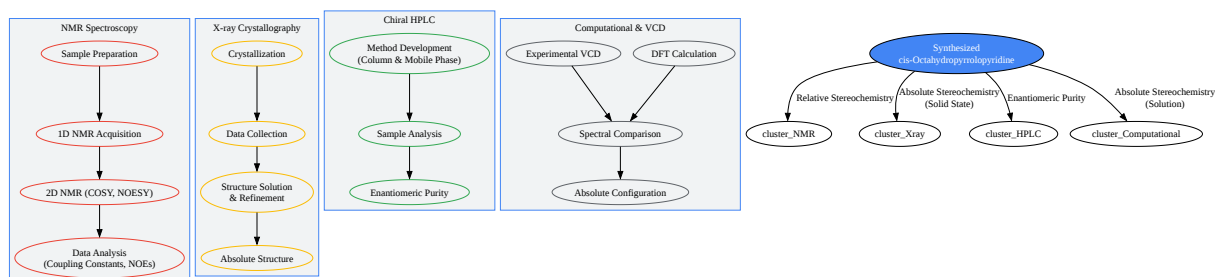 NMR Spectroscopy
Sample Preparation
1D NMR Acquisition
2D NMR (COSY, NOESY)
Data Analysis
(Coupling Constants, NOEs)
X-ray Crystallography
Crystallization
Data Collection
Structure Solution
& Refinement
Absolute Structure
Chiral HPLC
Method Development
(Column & Mobile Phase)
Sample Analysis
Enantiomeric Purity
Computational & VCD
Experimental VCD
DFT Calculation
Spectral Comparison
Absolute Configuration
Synthesized
cis-Octahydropyrrolopyridine
Relative Stereochemistry
Absolute Stereochemistry
(Solid State)
Enantiomeric Purity
Absolute Stereochemistry
(Solution)
cluster_NMR
cluster_Xray
cluster_HPLC
cluster_Computational